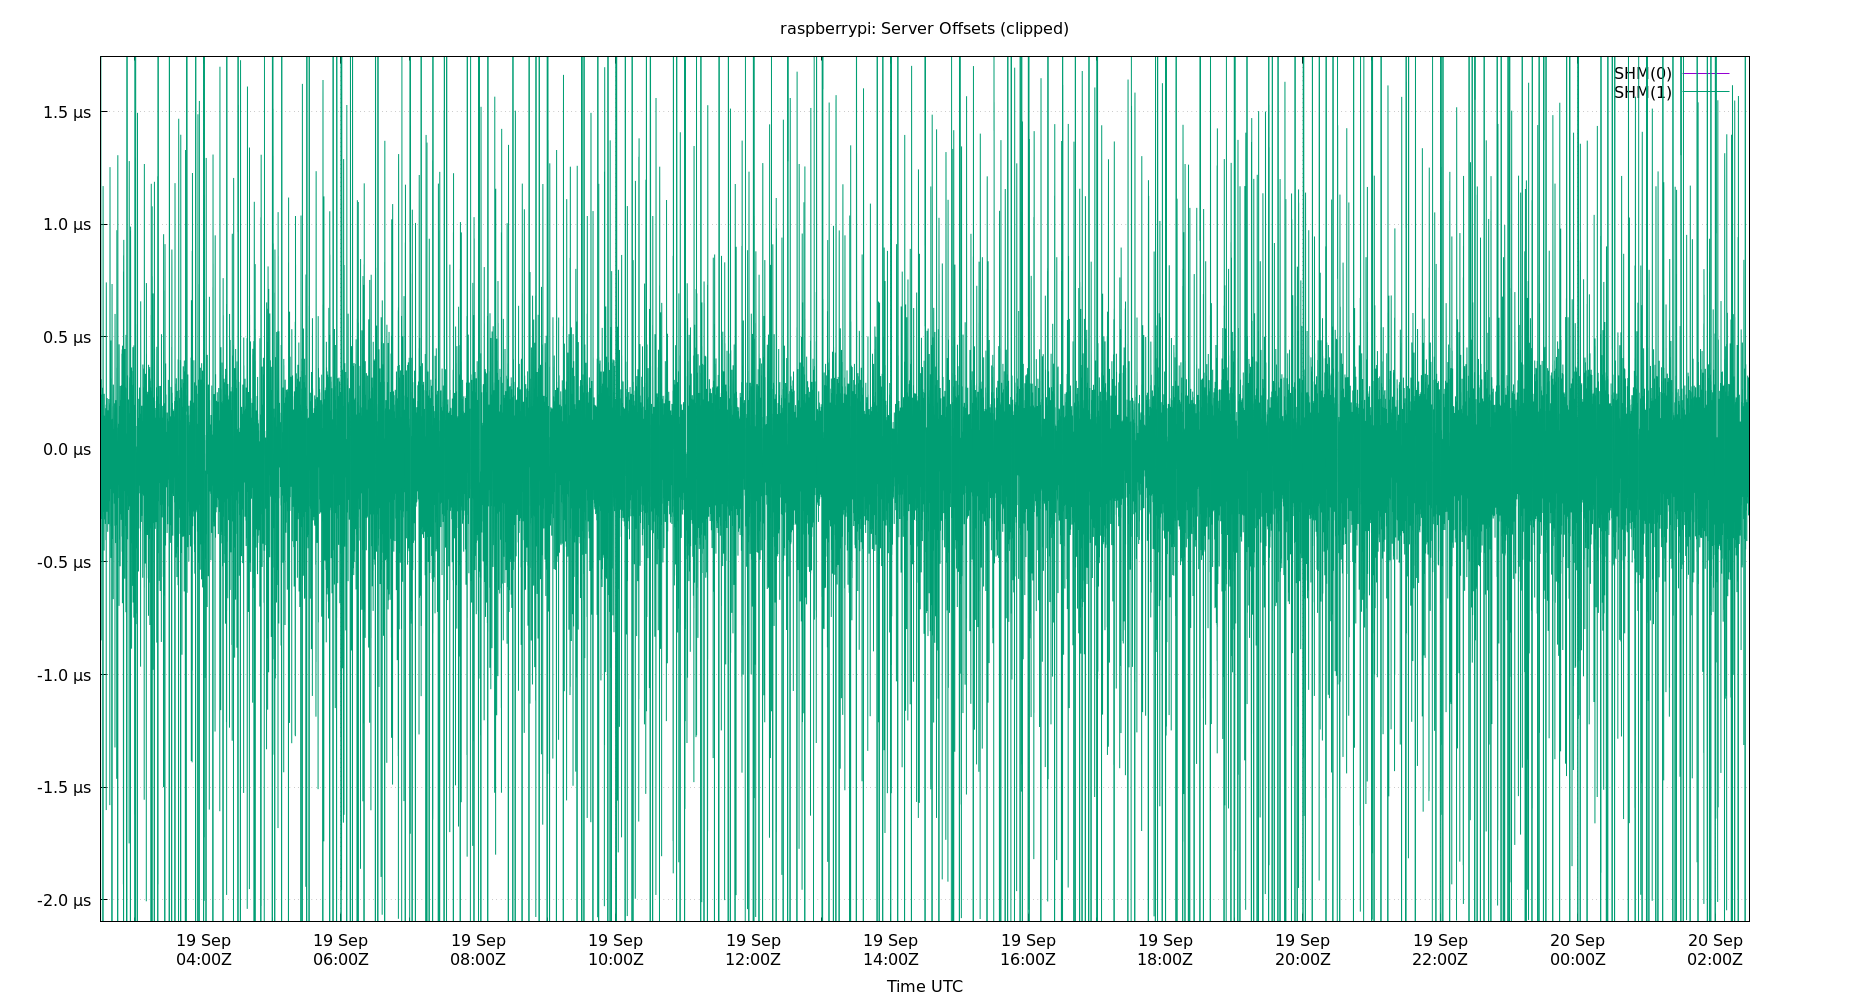 raspberrypi: Server Offsets (clipped)
SHM(0)
SHM(1)
1.5 µs
1.0 µs
0.5 µs
0.0 µs
-0.5 µs
-1.0 µs
-1.5 µs
-2.0 µs
19 Sep 19 Sep 19 Sep 19 Sep 19 Sep 19 Sep 19 Sep 19 Sep 19 Sep 19 Sep 20 Sep 20 Sep
04:00Z 06:00Z 08:00Z 10:00Z 12:00Z 14:00Z 16:00Z 18:00Z 20:00Z 22:00Z 00:00Z 02:00Z
Time UTC